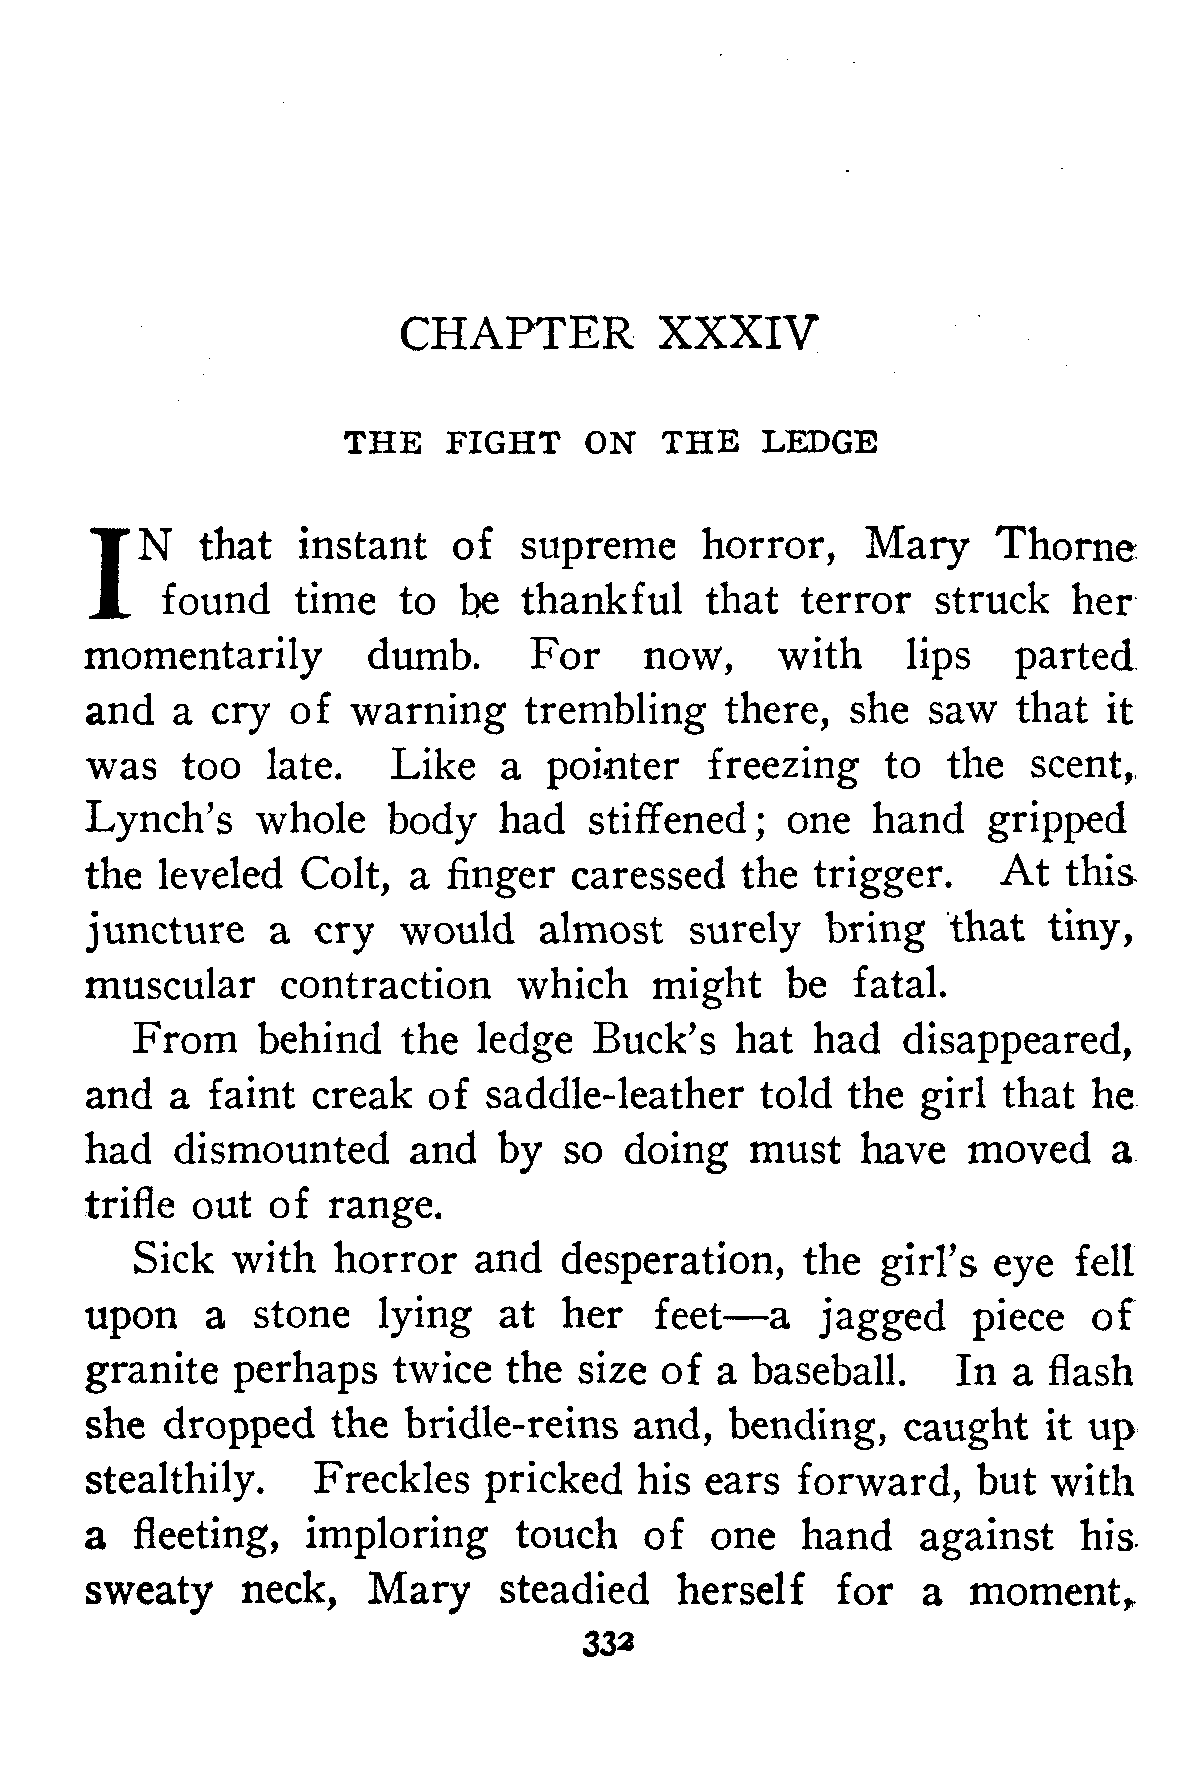 CHAPTER XXXIV
THE FIGHT ON THE LEDGE
IN that instant of supreme horror, Mary Thorne
found time to be thankful that terror struck her
momentarily dumb. For now, with lips parted
and a cry of warning trembling there, she saw that it
was too late. Like a pointer freezing to the scent,
Lynch's whole body had stiffened; one hand gripped
the leveled Colt, a finger caressed the trigger. At this
juncture a cry would almost surely bring that tiny,
muscular contraction which might be fatal.
From behind the ledge Buck's hat had disappeared,
and a faint creak of saddle-leather told the girl that he
had dismounted and by so doing must have moved a
trifle out of range.
Sick with horror and desperation, the girl's eye fell
upon a stone lying at her feet—a jagged piece of
granite perhaps twice the size of a baseball. In a flash
she dropped the bridle-reins and, bending, caught it up
stealthily. Freckles pricked his ears forward, but with
a fleeting, imploring touch of one hand against his
sweaty neck, Mary steadied herself for a moment,
332